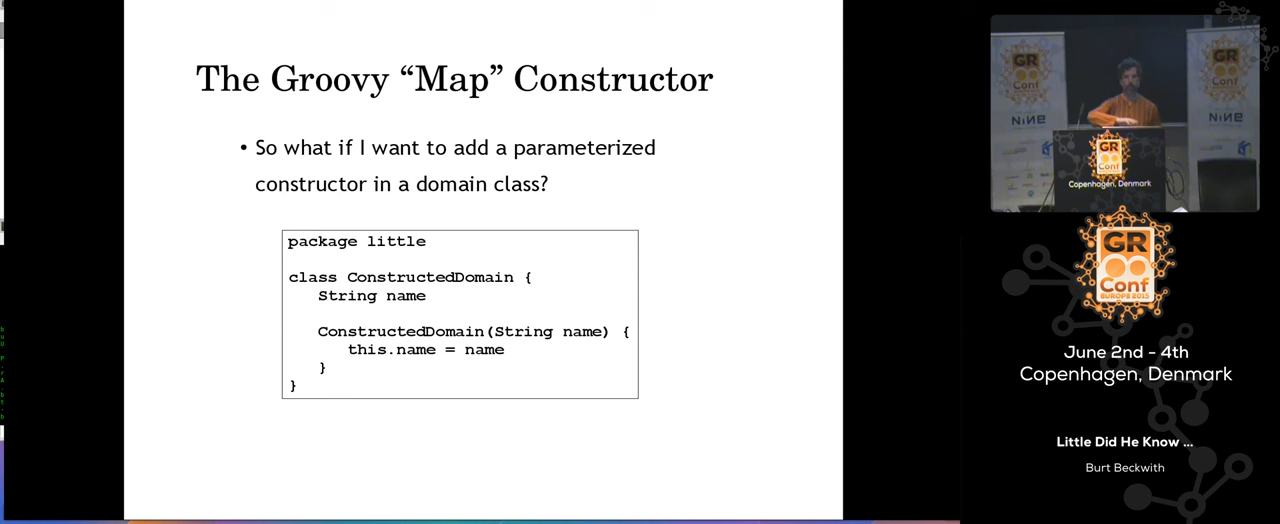 The Groovy “Map” Constructor
• So what if I want to add a parameterized
constructor in a domain class?
package little
class ConstructedDomain {
String name
ConstructedDomain(String name) {
this.name = name
}
}
GR
Conf
NiNE
GR
Conf
NiNE
GR
Conf
Copenhagen, Denmark
GR
Conf
EUROPE 2015
June 2nd - 4th
Copenhagen, Denmark
Little Did He Know ...
Burt Beckwith